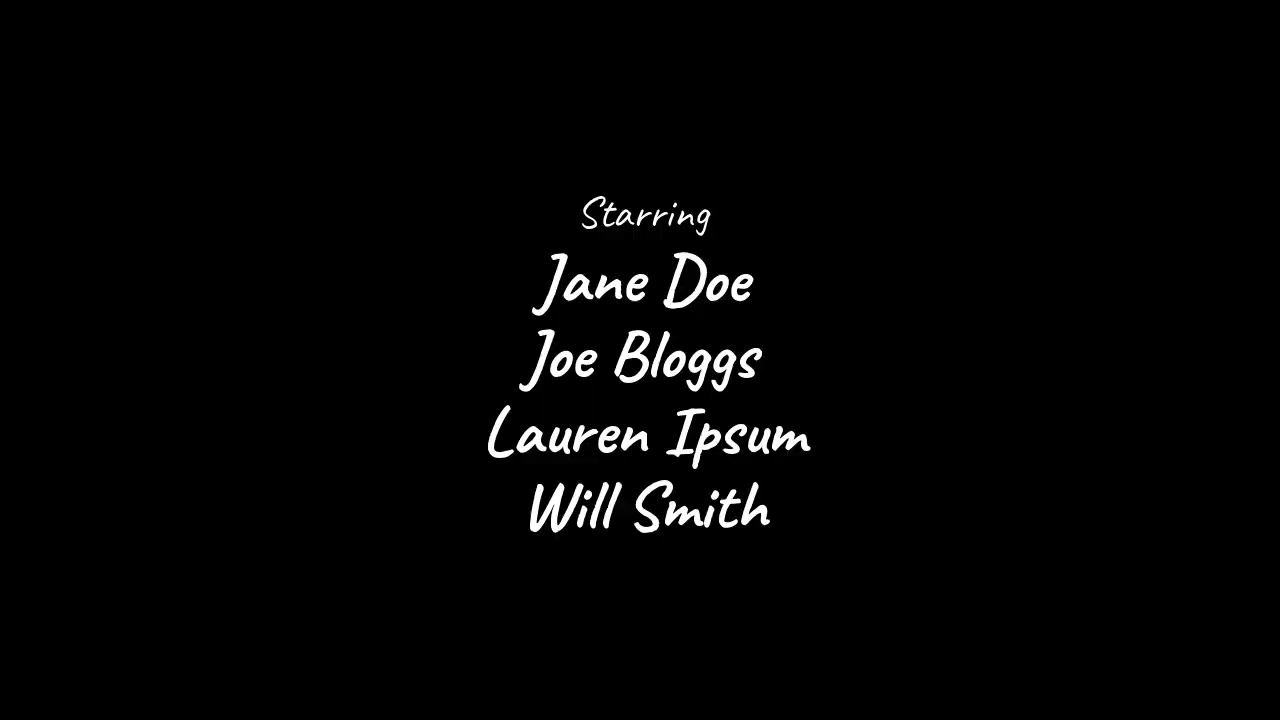 Starring
Jane Doe
Joe Bloggs
Lauren Ipsum
Will Smith